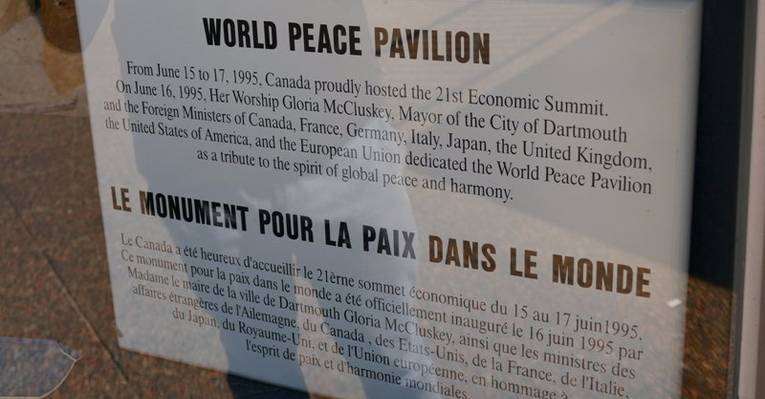 WORLD PEACE PAVILION
From June 15 to 17, 1995, Canada proudly hosted the 21st Economic Summit.
On June 16, 1995, Her Worship Gloria McCluskey, Mayor of the City of Dartmouth
and the Foreign Ministers of Canada, France, Germany, Italy, Japan, the United Kingdom,
the United States of America, and the European Union dedicated the World Peace Pavilion
as a tribute to the spirit of global peace and harmony.
LE MONUMENT POUR LA PAIX DANS LE MONDE
Le Canada a été heureux d'accueillir le 21èrne sommet économique du 15 au 17 juin1995.
Ce monument pour la paix dans le monde a été officiellement inauguré le 16 juin 1995 par
Madame le maire de la ville de Dartmouth Gloria McCluskey, ainsi que les ministres des
affaires étrangères de l'Ailemagne, du Canada , des Etats-Unis, de la France, de l'Italie,
du Japon, du Royaume-Uni, et de l'Union européenne, en hommage à
l'esprit de paix et d'harmonie mondiales.